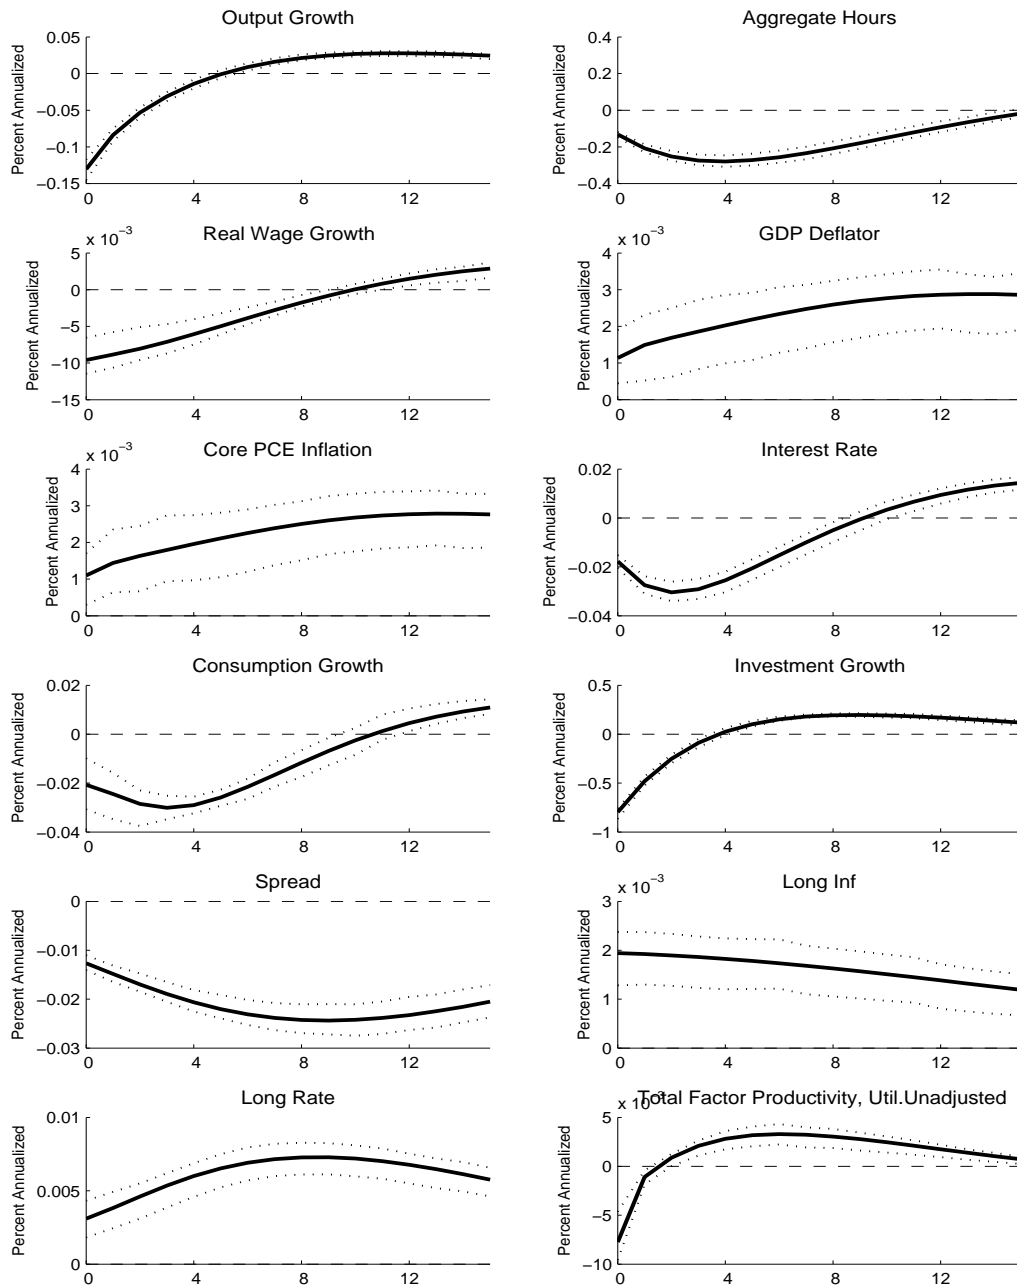 Output Growth
Percent Annualized
0.05
0
−0.05
−0.1
−0.15
0 4 8 12
Aggregate Hours
Percent Annualized
0.4
0.2
0
−0.2
−0.4
0 4 8 12
Real Wage Growth
x 10−3
Percent Annualized
5
0
−5
−10
−15
0 4 8 12
GDP Deflator
x 10−3
Percent Annualized
4
3
2
1
0
0 4 8 12
Core PCE Inflation
x 10−3
Percent Annualized
4
3
2
1
0
0 4 8 12
Interest Rate
Percent Annualized
0.02
0
−0.02
−0.04
0 4 8 12
Consumption Growth
Percent Annualized
0.02
0
−0.02
−0.04
0 4 8 12
Investment Growth
Percent Annualized
0.5
0
−0.5
−1
0 4 8 12
Spread
Percent Annualized
0
−0.01
−0.02
−0.03
0 4 8 12
Long Inf
x 10−3
Percent Annualized
3
2
1
0
0 4 8 12
Long Rate
Percent Annualized
0.01
0.005
0
0 4 8 12
Total Factor Productivity, Util.Unadjusted
x 10−3
Percent Annualized
5
0
−5
−10
0 4 8 12